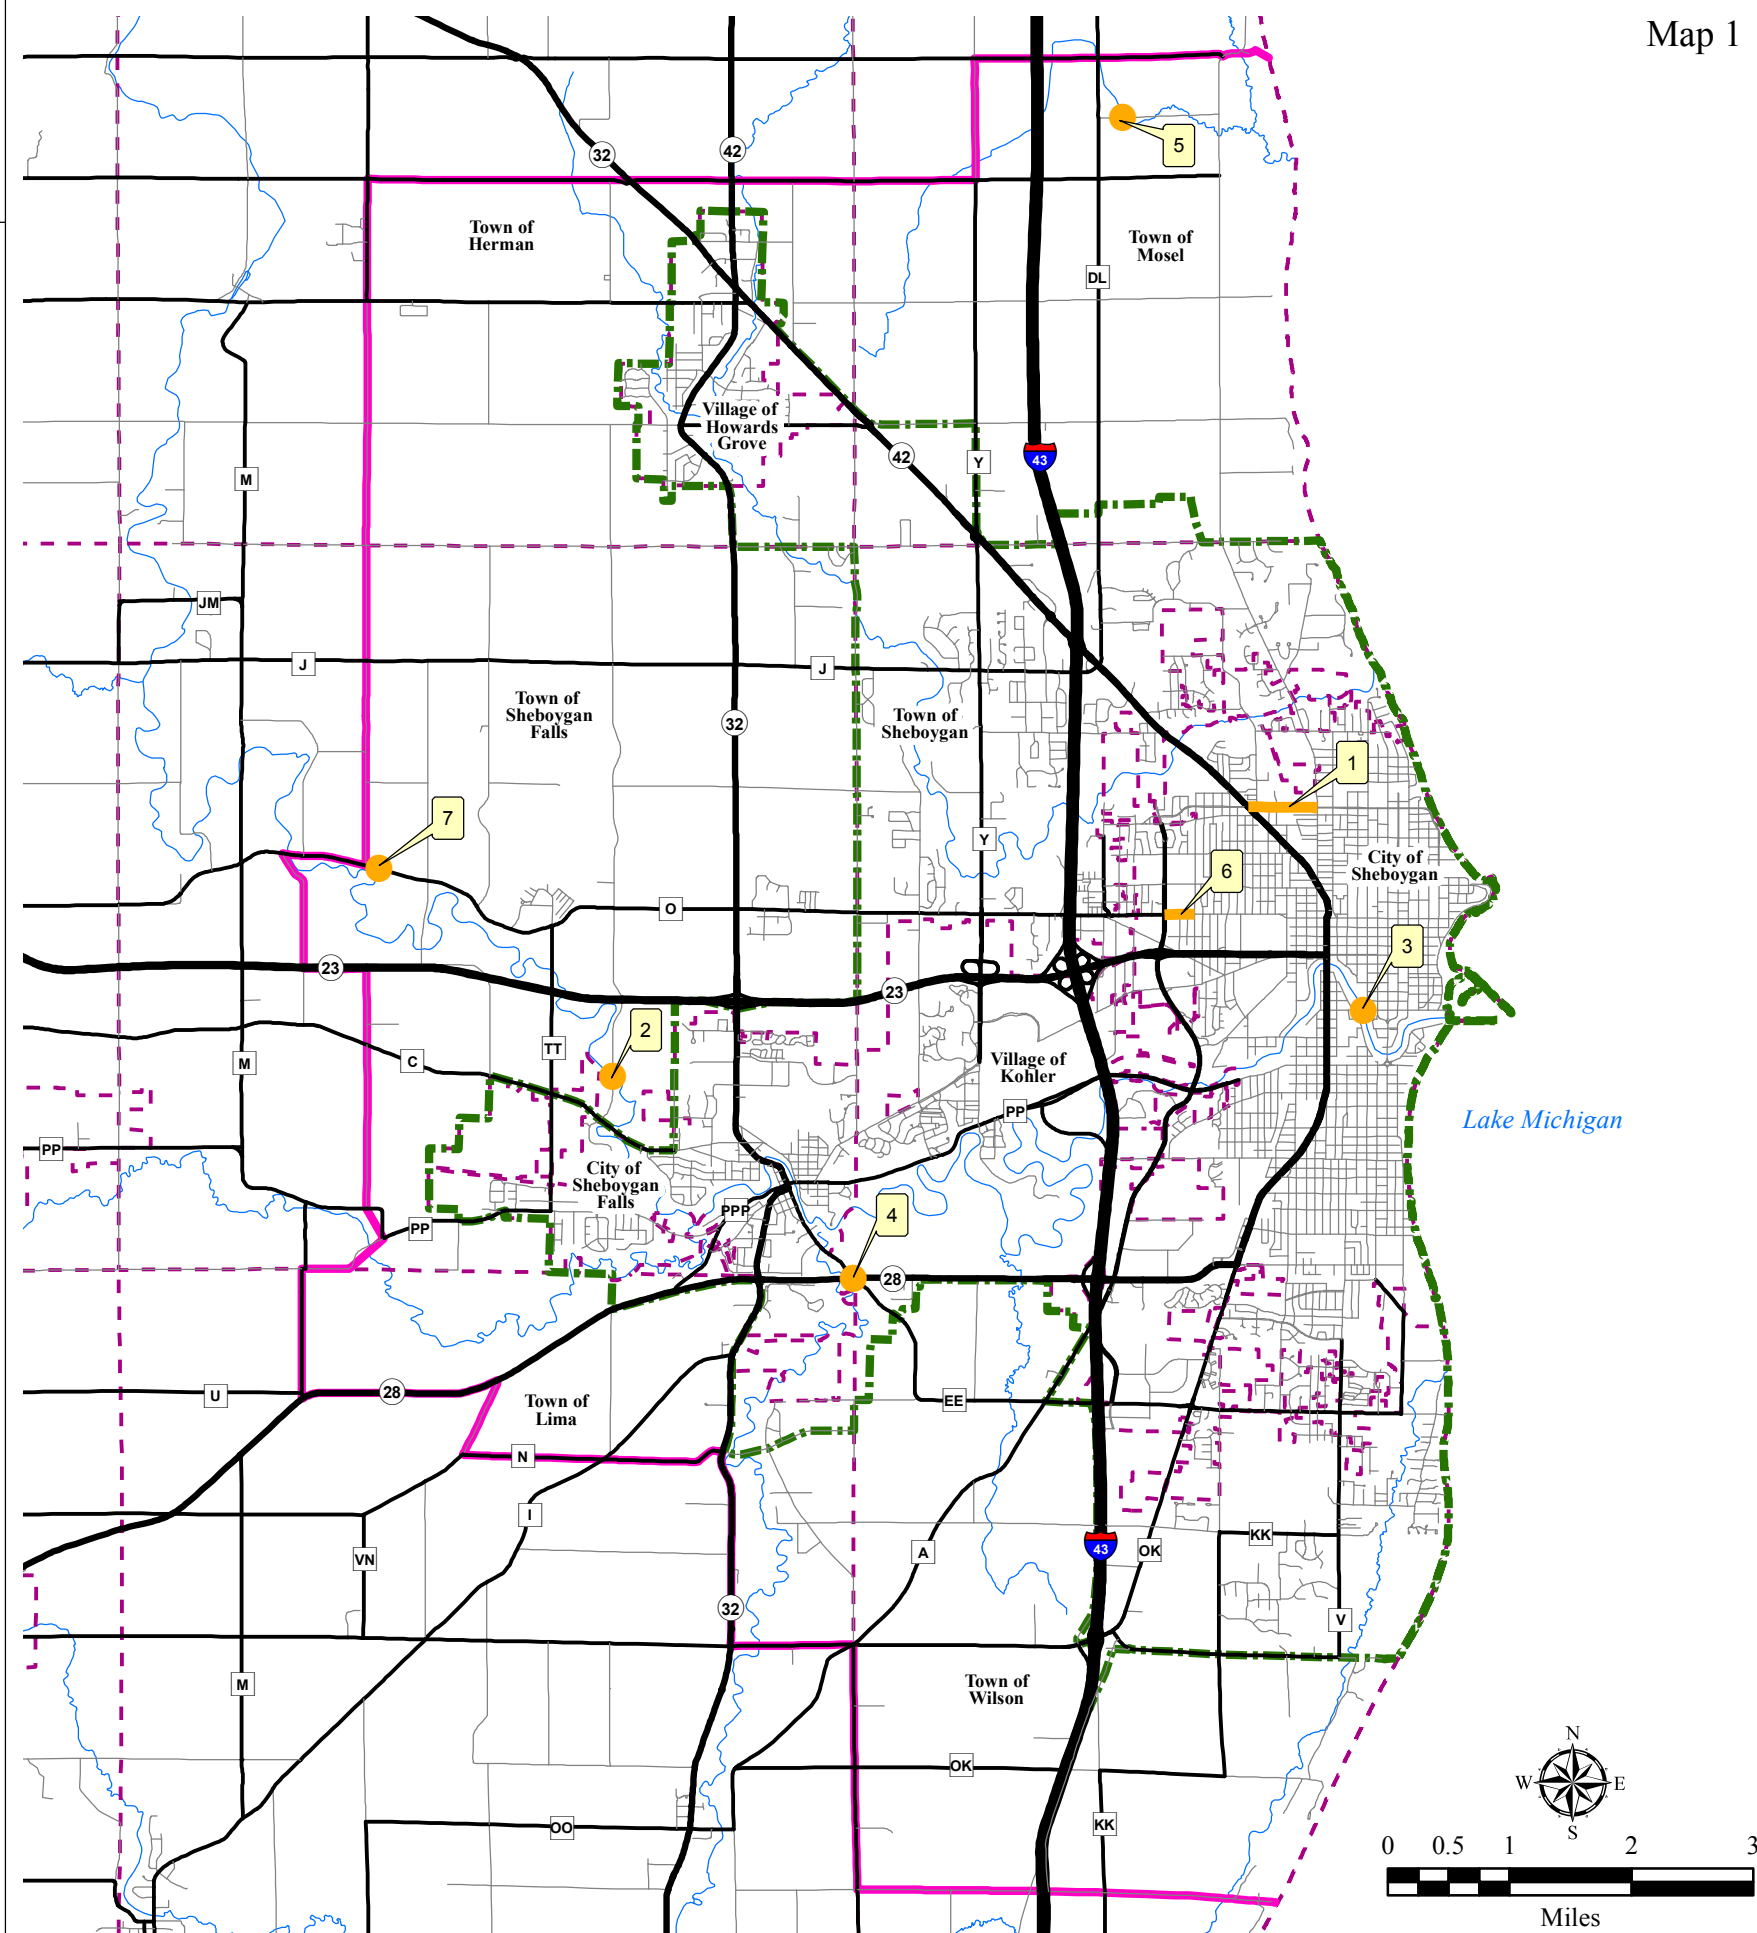 Map 1
5
32
42
Town of
Herman
Town of
Mosel
DL
Village of
Howards
Grove
42
Y
43
M
JM
J
J
Town of
Sheboygan
Falls
32
Town of
Sheboygan
1
7
Y
City of
Sheboygan
6
O
3
23
23
2
TT
C
M
Village of
Kohler
PP
Lake Michigan
PP
City of
Sheboygan
Falls
PPP
4
PP
28
28
U
Town of
Lima
EE
N
I
A
43
OK
KK
VN
32
V
M
Town of
Wilson
OK
N
W
E
S
OO
KK
0 0.5 1 2 3
Miles